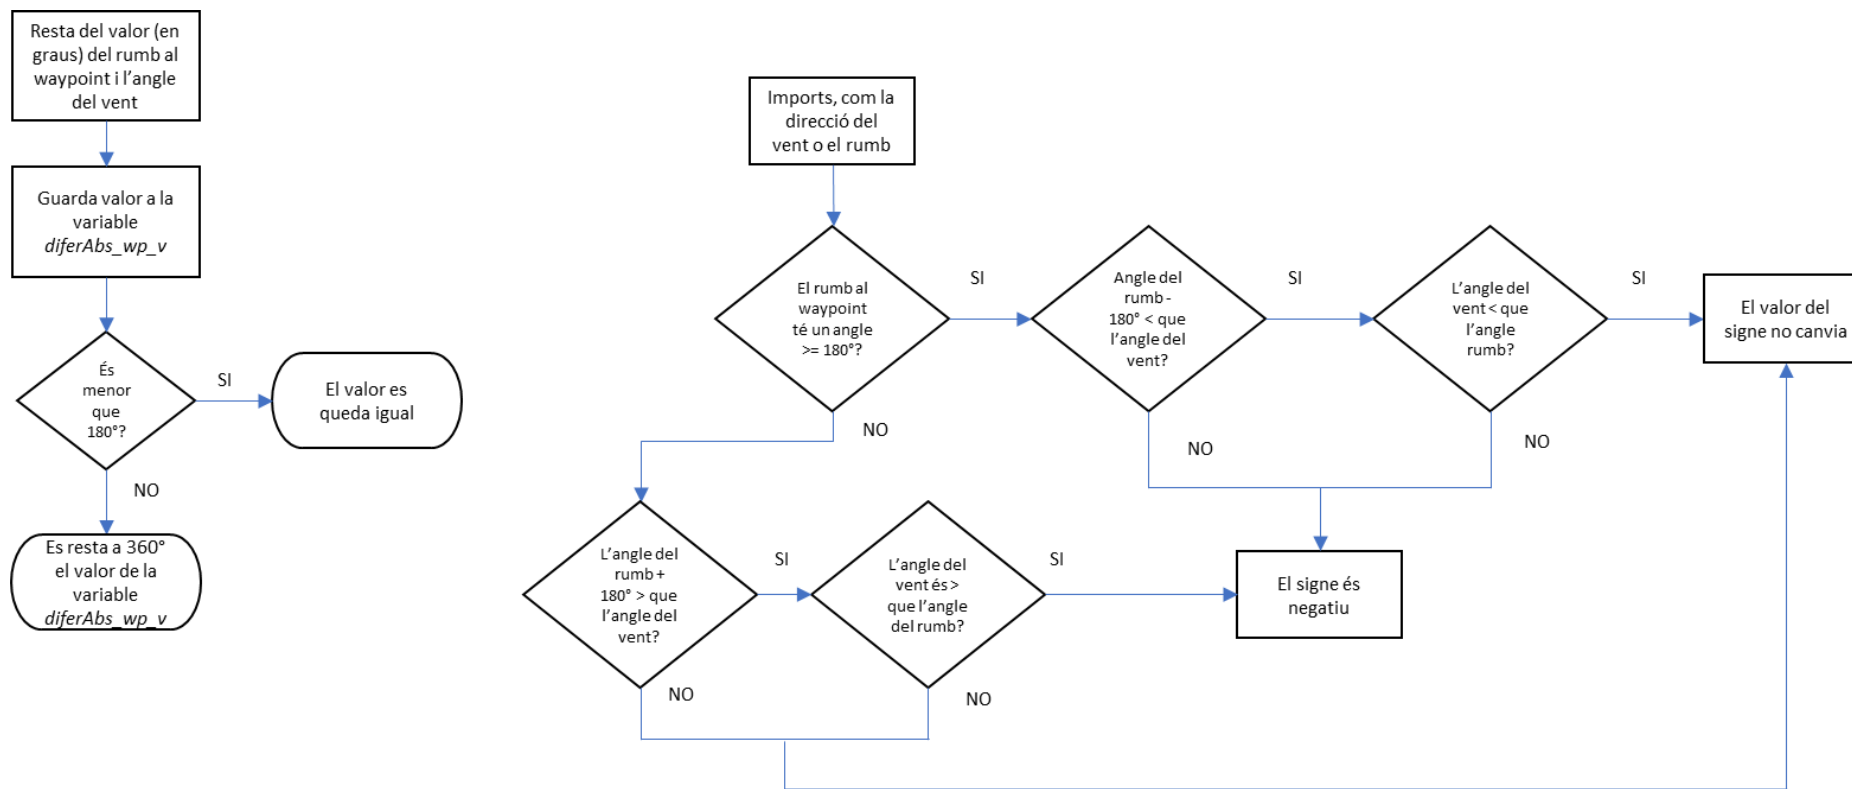 Resta del valor (en
graus) del rumb al
waypoint i l'angle
del vent
Guarda valor a la
variable
diferAbs_wp_v
És
menor
que
180°?
SI
El valor es
queda igual
NO
Es resta a 360°
el valor de la
variable
diferAbs_wp_v
Imports, com la
direcció del
vent o el rumb
El rumb al
waypoint
té un angle
>= 180°?
SI
Angle del
rumb -
180° < que
l'angle del
vent?
SI
L'angle del
vent < que
l'angle
rumb?
SI
El valor del
signe no canvia
NO
NO
NO
L'angle del
rumb +
180° > que
l'angle del
vent?
SI
L'angle del
vent és >
que l'angle
del rumb?
SI
El signe és
negatiu
NO
NO